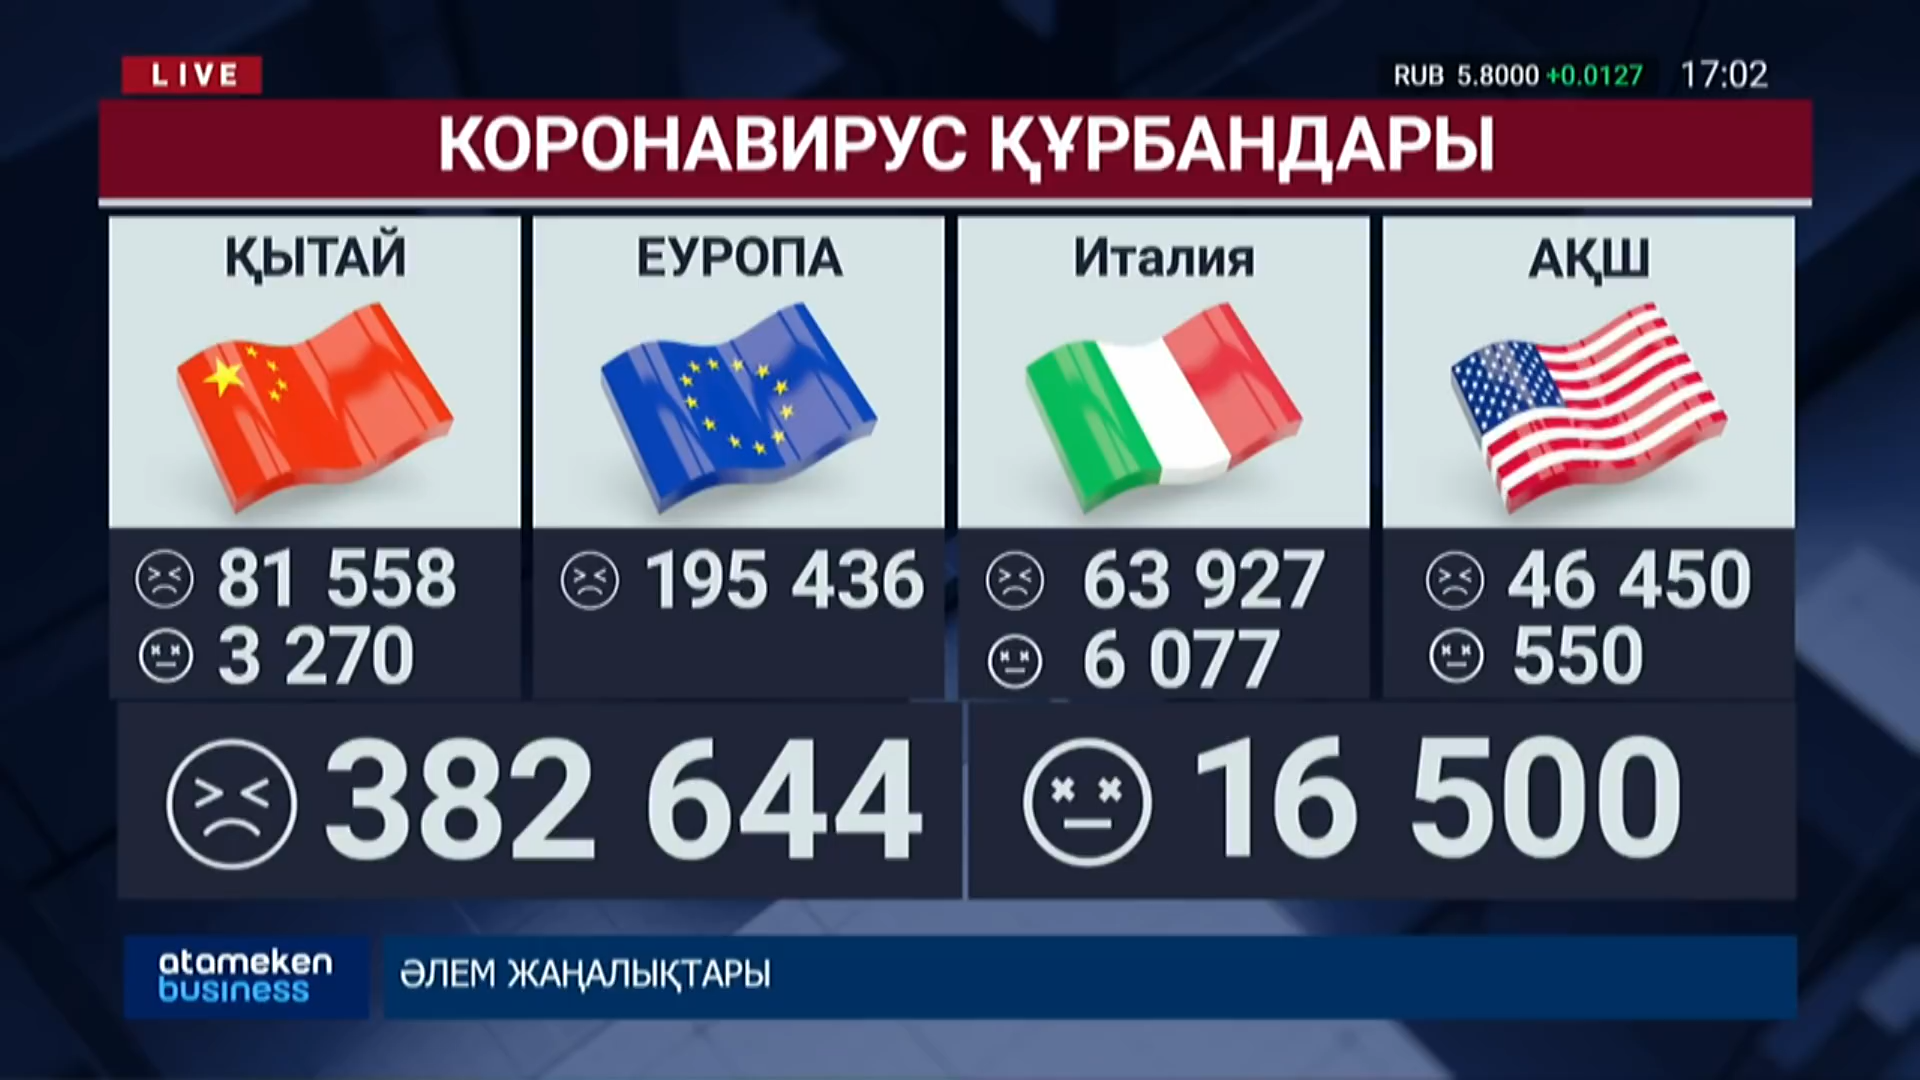 LIVE
RUB 5.8000 +0.0127 17:02
КОРОНАВИРУС ҚҰРБАНДАРЫ
ҚЫТАЙ
81 558
3 270
ЕУРОПА
195 436
Италия
63 927
6 077
АҚШ
46 450
550
382 644
16 500
atameken
business
ӘЛЕМ ЖАҢАЛЫҚТАРЫ